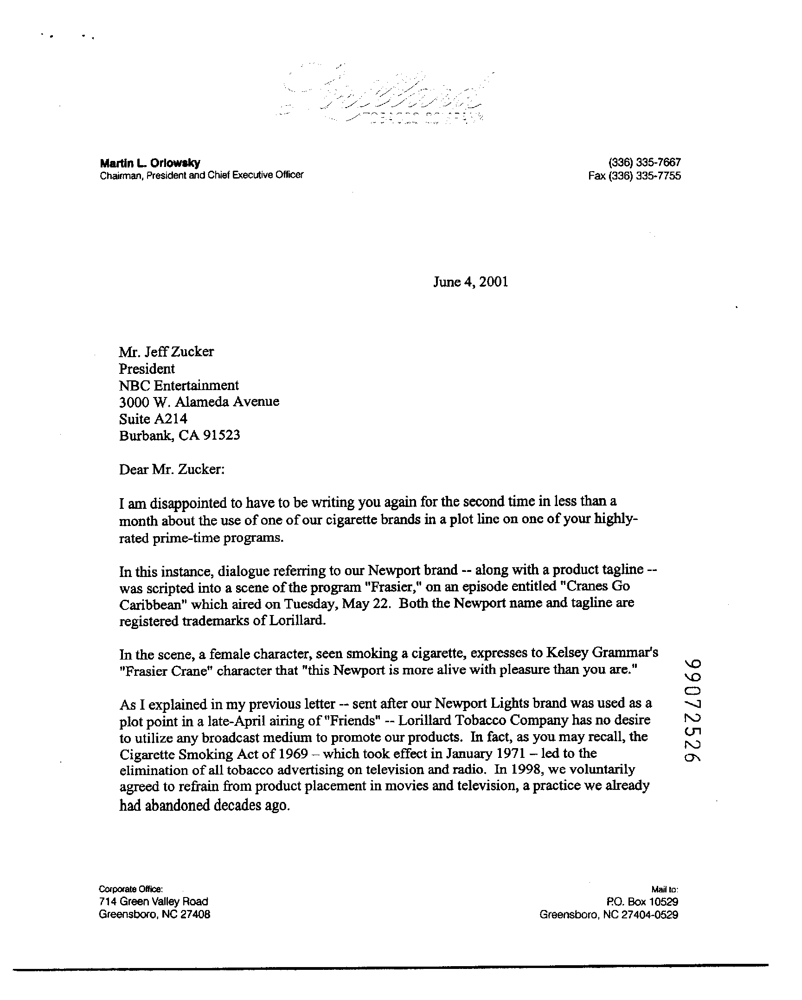 Lorillard
TOBACCO COMPANY
Martin L. Orlowsky
Chairman, President and Chief Executive Officer
(336) 335-7667
Fax (336) 335-7755
June 4, 2001
Mr. Jeff Zucker
President
NBC Entertainment
3000 W. Alameda Avenue
Suite A214
Burbank, CA 91523
Dear Mr. Zucker:
I am disappointed to have to be writing you again for the second time in less than a
month about the use of one of our cigarette brands in a plot line on one of your highly-
rated prime-time programs.
In this instance, dialogue referring to our Newport brand -- along with a product tagline --
was scripted into a scene of the program "Frasier," on an episode entitled "Cranes Go
Caribbean" which aired on Tuesday, May 22.  Both the Newport name and tagline are
registered trademarks of Lorillard.
In the scene, a female character, seen smoking a cigarette, expresses to Kelsey Grammar's
"Frasier Crane" character that "this Newport is more alive with pleasure than you are."
As I explained in my previous letter -- sent after our Newport Lights brand was used as a
plot point in a late-April airing of "Friends" -- Lorillard Tobacco Company has no desire
to utilize any broadcast medium to promote our products.  In fact, as you may recall, the
Cigarette Smoking Act of 1969 – which took effect in January 1971 – led to the
elimination of all tobacco advertising on television and radio.  In 1998, we voluntarily
agreed to refrain from product placement in movies and television, a practice we already
had abandoned decades ago.
99072526
Corporate Office:
714 Green Valley Road
Greensboro, NC 27408
Mail to:
P.O. Box 10529
Greensboro, NC 27404-0529